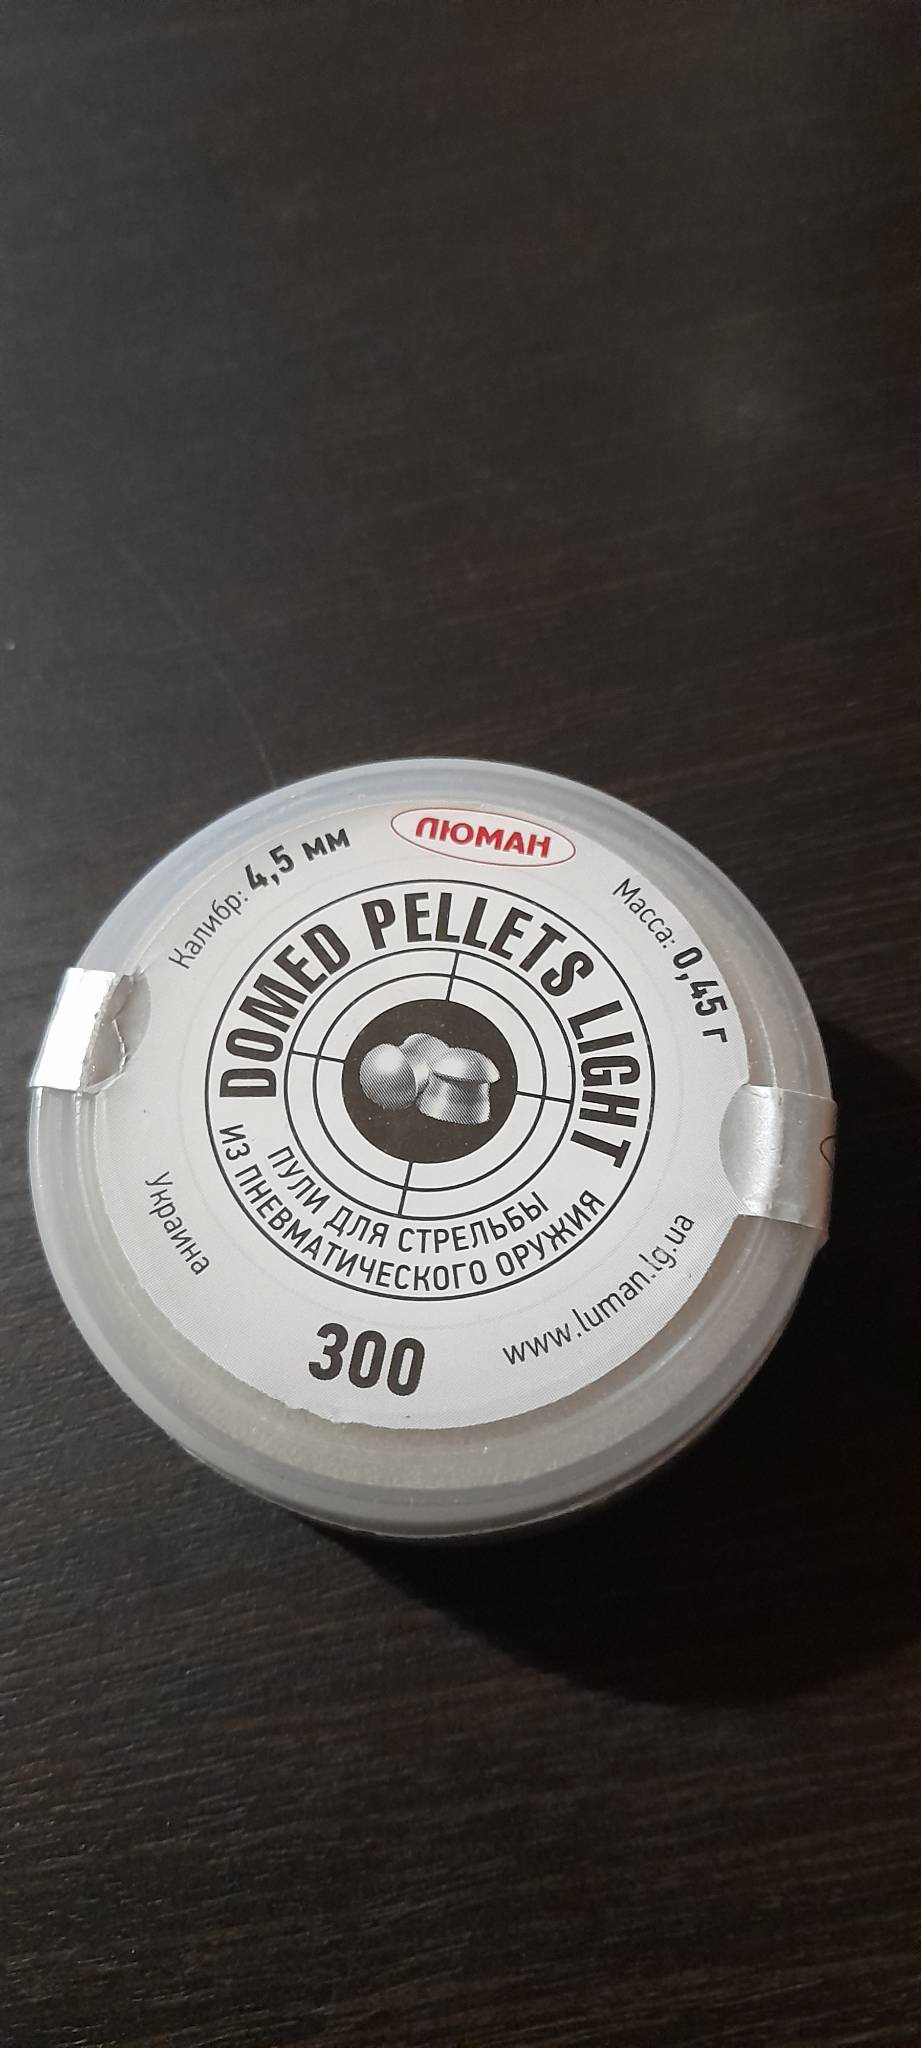 ЛЮМАН
Калибр: 4,5 мм
Масса: 0,45 г
DOMED PELLETS LIGHT
ПУЛИ ДЛЯ СТРЕЛЬБЫ
ИЗ ПНЕВМАТИЧЕСКОГО ОРУЖИЯ
Украина
300
www.luman.lg.ua